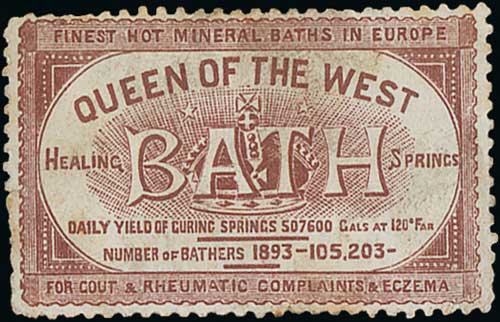 FINEST HOT MINERAL BATHS IN EUROPE
QUEEN OF THE WEST
HEALING BATH SPRINGS
DAILY YIELD OF CURING SPRINGS 507600 GALS AT 120° FAR
NUMBER OF BATHERS 1893-105,203-
FOR GOUT & RHEUMATIC COMPLAINTS & ECZEMA